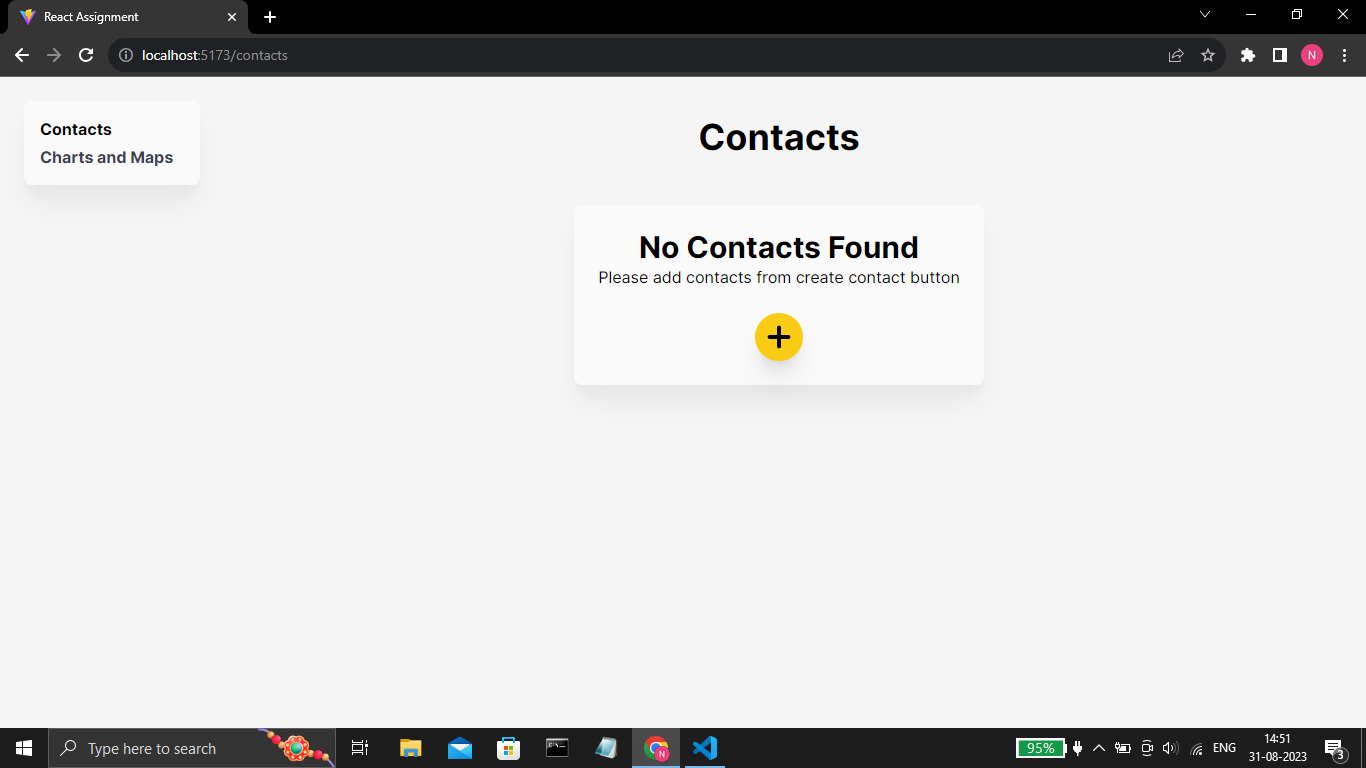 React Assignment
localhost:5173/contacts
N
Contacts
Charts and Maps
Contacts
No Contacts Found
Please add contacts from create contact button
Type here to search
N
95%
ENG
14:51
31-08-2023
3